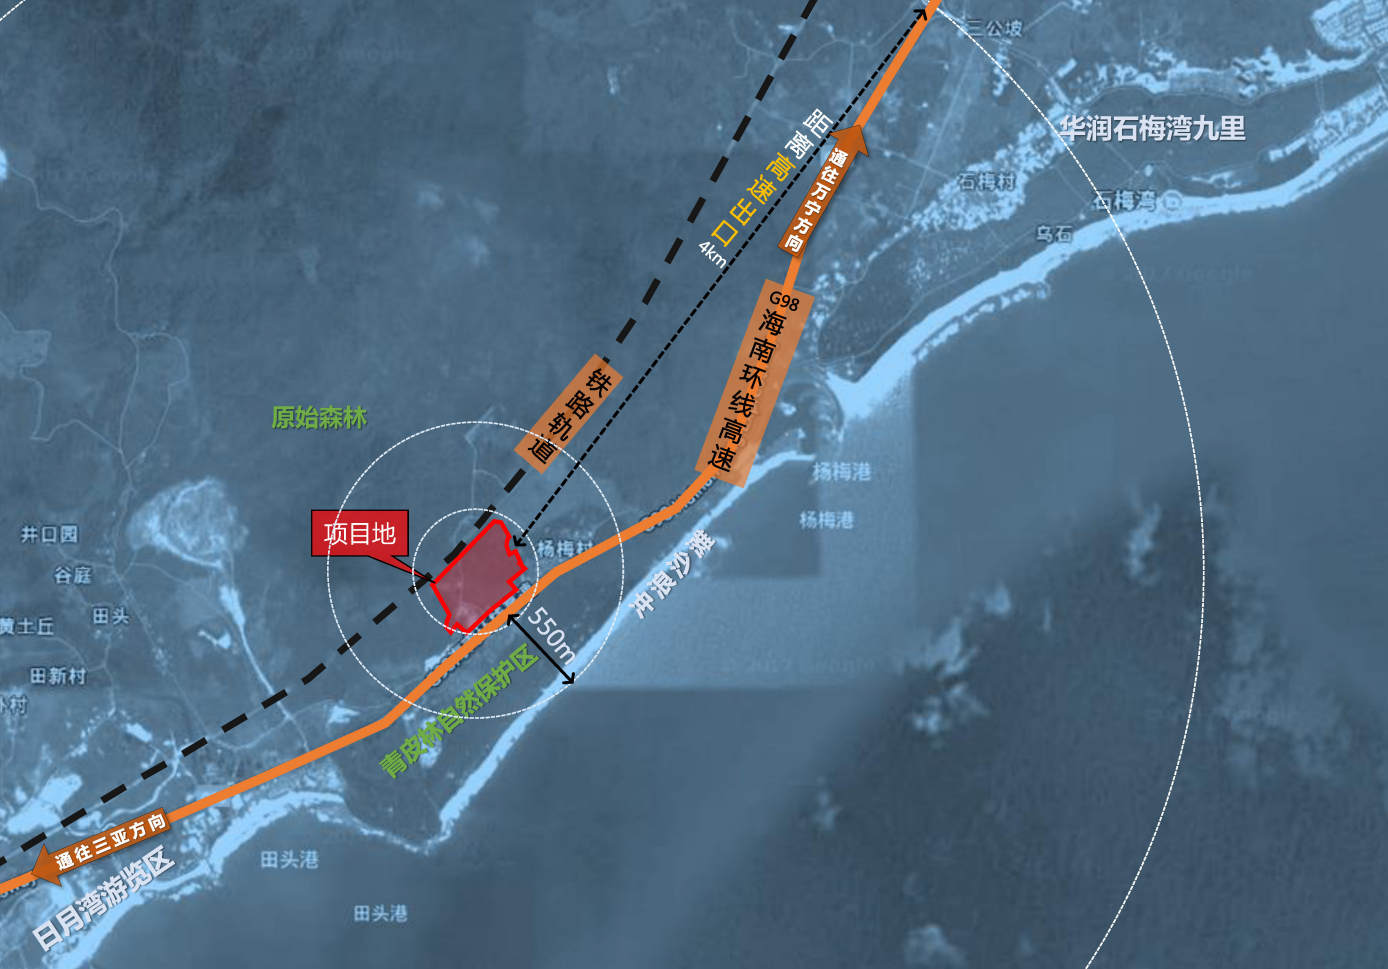 三公坡
华润石梅湾九里
石梅村
石梅湾
乌石
距离高速出口
4km
通往万宁方向
G98
海南环线高速
铁路轨道
原始森林
杨梅港
杨梅港
项目地
杨梅村
冲浪沙滩
井口园
谷庭
田头
黄土丘
田新村
550m
青皮林自然保护区
通往三亚方向
日月湾游览区
田头港
田头港